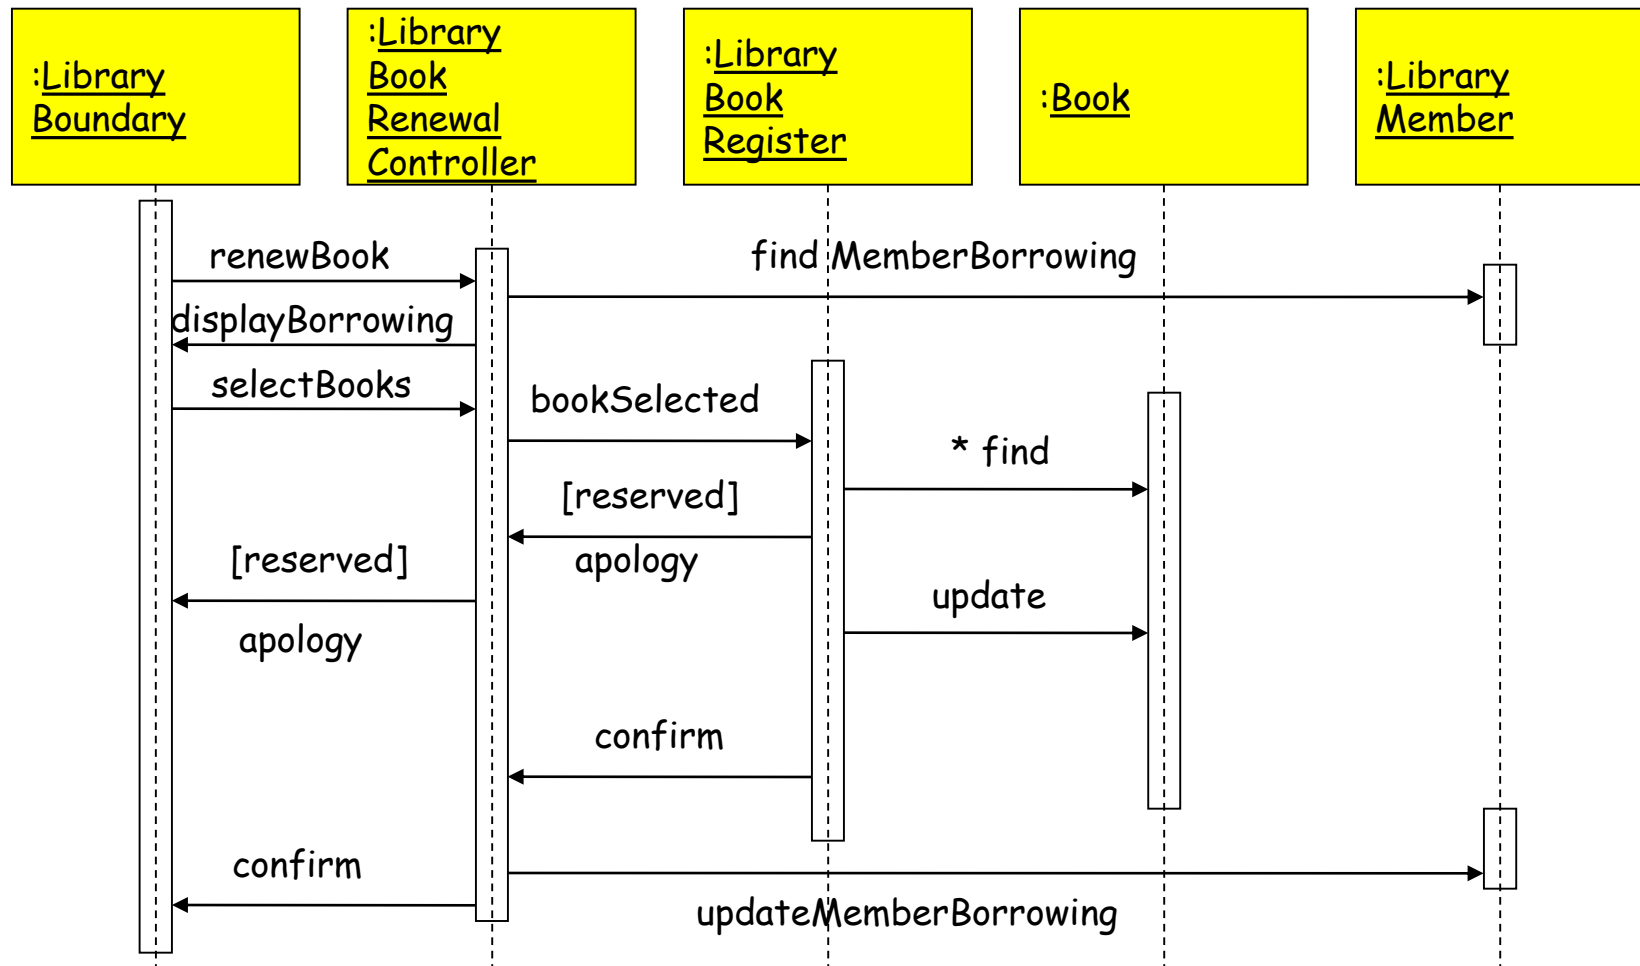 :Library
Boundary
:Library
Book
Renewal
Controller
:Library
Book
Register
:Book
:Library
Member
renewBook
find MemberBorrowing
displayBorrowing
selectBooks
bookSelected
* find
[reserved]
apology
[reserved]
apology
update
confirm
confirm
updateMemberBorrowing